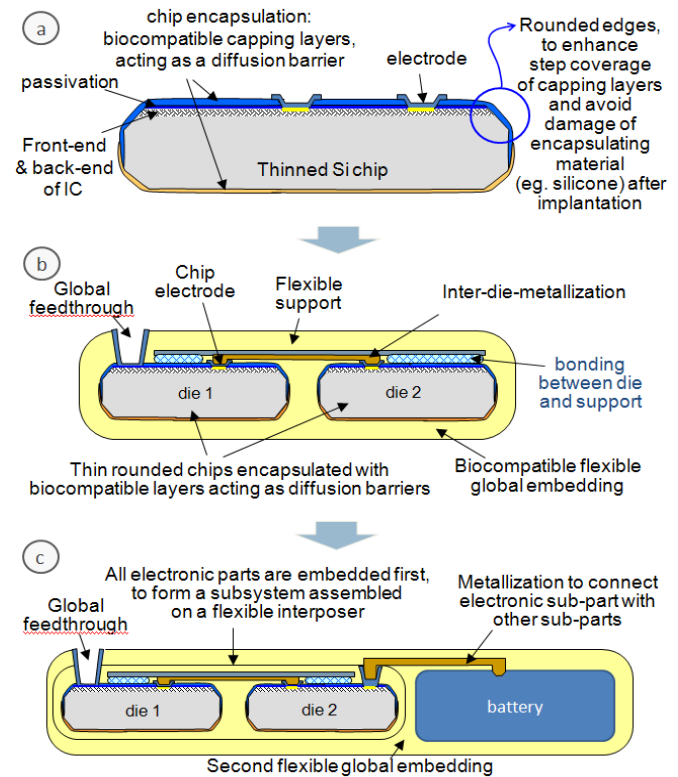 a
chip encapsulation:
biocompatible capping layers,
acting as a diffusion barrier
passivation
electrode
Rounded edges,
to enhance
step coverage
of capping layers
and avoid
damage of
encapsulating
material
(eg. silicone) after
implantation
Front-end
& back-end
of IC
Thinned Si chip
b
Global
feedthrough
Chip
electrode
Flexible
support
Inter-die-metallization
bonding
between die
and support
die 1
die 2
Thin rounded chips encapsulated with
biocompatible layers acting as diffusion barriers
Biocompatible flexible
global embedding
c
All electronic parts are embedded first,
to form a subsystem assembled
on a flexible interposer
Global
feedthrough
Metallization to connect
electronic sub-part with
other sub-parts
die 1
die 2
battery
Second flexible global embedding